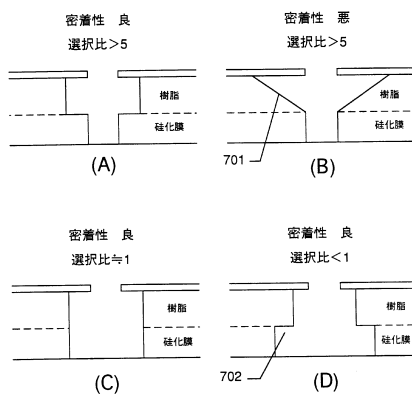 密着性 良
選択比>5
樹脂
硅化膜
(A)
密着性 悪
選択比>5
樹脂
硅化膜
701
(B)
密着性 良
選択比≒1
樹脂
硅化膜
(C)
密着性 良
選択比<1
樹脂
硅化膜
702
(D)